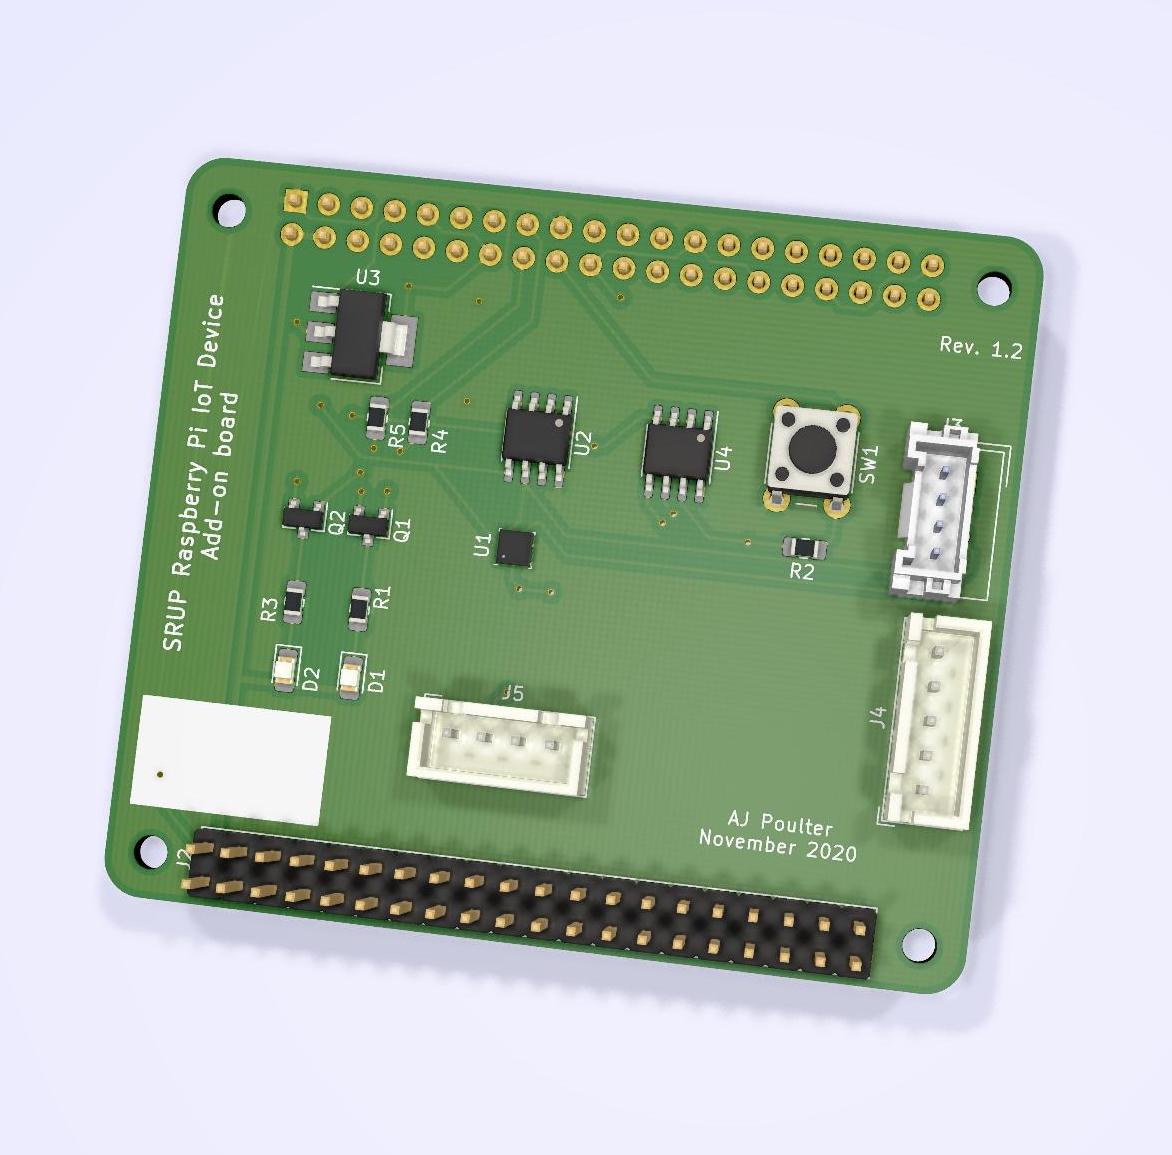 U3
Rev. 1.2
SRUP Raspberry Pi IoT Device
Add-on board
R5
R4
U2
U4
SW1
J3
Q2
Q1
U1
R2
R3
R1
D2
D1
J5
J4
AJ Poulter
November 2020
J2